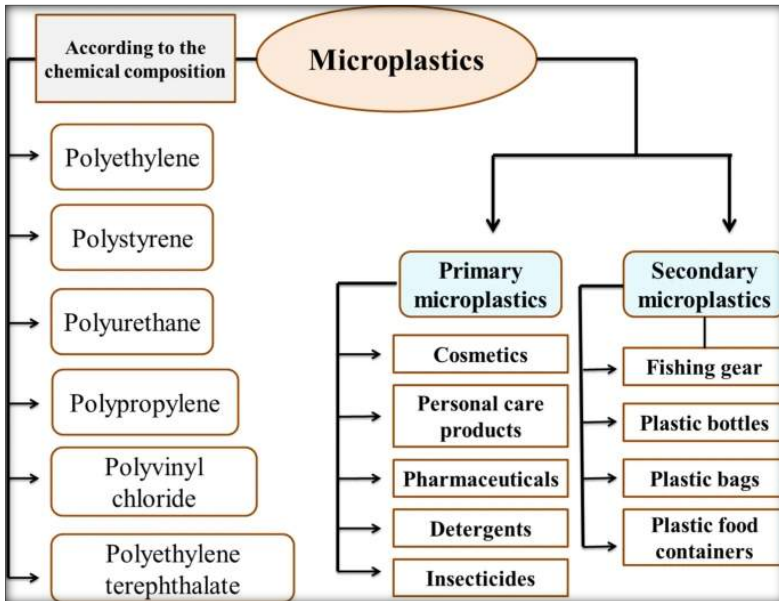 According to the
chemical composition
Microplastics
Polyethylene
Polystyrene
Polyurethane
Polypropylene
Polyvinyl
chloride
Polyethylene
terephthalate
Primary
microplastics
Cosmetics
Personal care
products
Pharmaceuticals
Detergents
Insecticides
Secondary
microplastics
Fishing gear
Plastic bottles
Plastic bags
Plastic food
containers